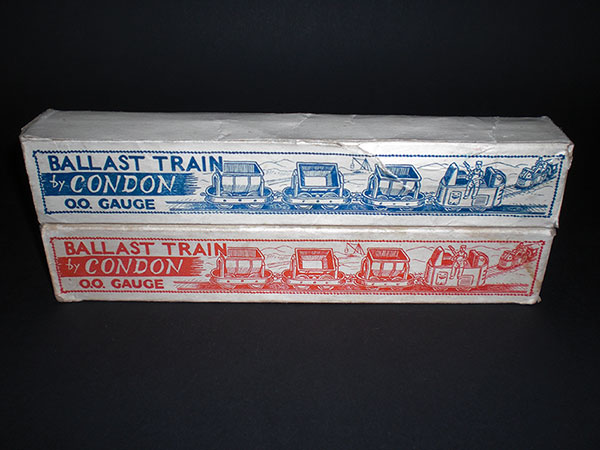 BALLAST TRAIN
by CONDON
O.O. GAUGE
BALLAST TRAIN
by CONDON
O.O. GAUGE